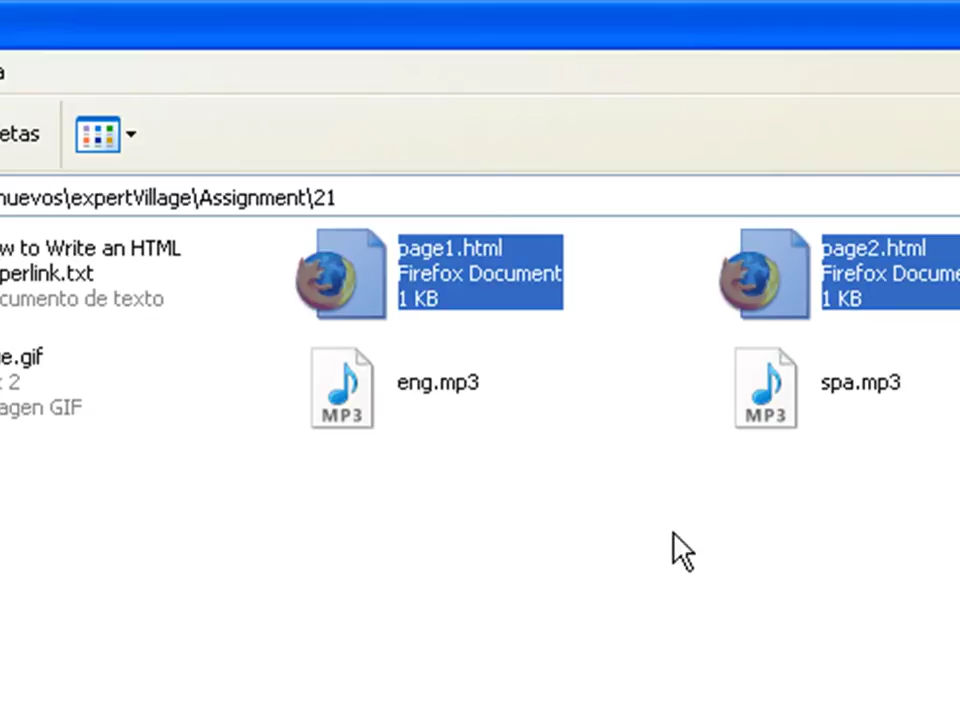 a
etas
nuevos\expertVillage\Assignment\21
w to Write an HTML
perlink.txt
cumento de texto
page1.html
Firefox Document
1 KB
page2.html
Firefox Docume
1 KB
e.gif
x 2
agen GIF
MP3
eng.mp3
MP3
spa.mp3